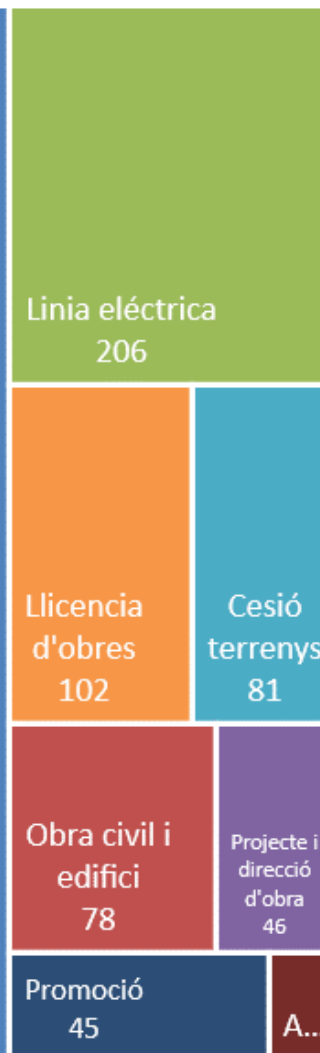 Linia eléctrica
206
Llicencia
d'obres
102
Cesió
terrenys
81
Obra civil i
edifici
78
Projecte i
direcció
d'obra
46
Promoció
45
A...